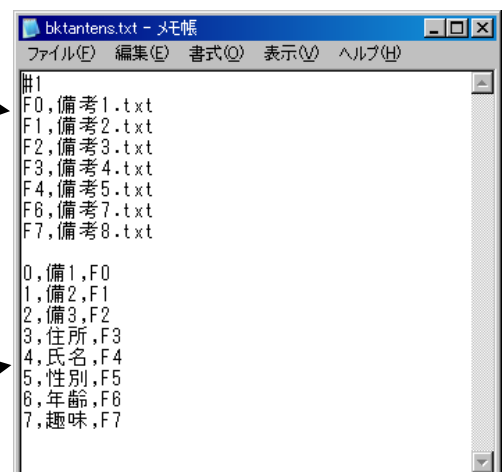 bktantens.txt - メモ帳
ファイル(F) 編集(E) 書式(O) 表示(V) ヘルプ(H)
#1
F0,備考1.txt
F1,備考2.txt
F2,備考3.txt
F3,備考4.txt
F4,備考5.txt
F6,備考7.txt
F7,備考8.txt
0,備1,F0
1,備2,F1
2,備3,F2
3,住所,F3
4,氏名,F4
5,性別,F5
6,年齢,F6
7,趣味,F7